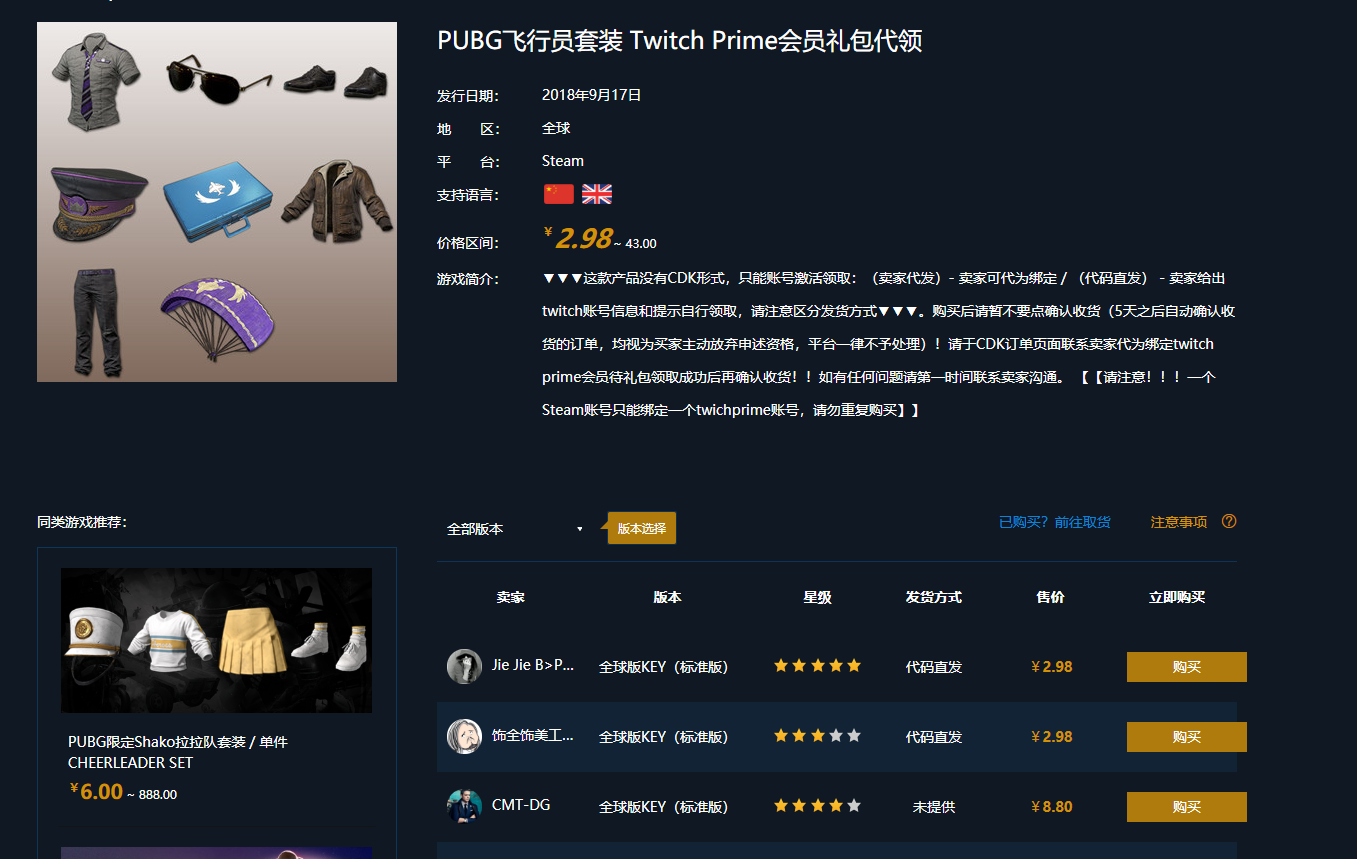 PUBG飞行员套装 Twitch Prime会员礼包代领
发行日期： 2018年9月17日
地 区： 全球
平 台： Steam
支持语言：
价格区间： ¥ 2.98 ~ 43.00
游戏简介： ▼▼▼这款产品没有CDK形式，只能账号激活领取：（卖家代发）- 卖家可代为绑定 / （代码直发） - 卖家给出
twitch账号信息和提示自行领取，请注意区分发货方式▼▼▼。购买后请暂不要点确认收货（5天之后自动确认收
货的订单，均视为买家主动放弃申述资格，平台一律不予处理）！请于CDK订单页面联系卖家代为绑定twitch
prime会员待礼包领取成功后再确认收货！！如有任何问题请第一时间联系卖家沟通。 【【请注意！！！一个
Steam账号只能绑定一个twichprime账号，请勿重复购买】】
同类游戏推荐：
全部版本 版本选择 已购买？前往取货 注意事项 ?
卖家 版本 星级 发货方式 售价 立即购买
Jie Jie B>P... 全球版KEY（标准版） 代码直发 ¥ 2.98 购买
饰全饰美工... 全球版KEY（标准版） 代码直发 ¥ 2.98 购买
CMT-DG 全球版KEY（标准版） 未提供 ¥ 8.80 购买
PUBG限定Shako拉拉队套装 / 单件
CHEERLEADER SET
¥6.00 ~ 888.00